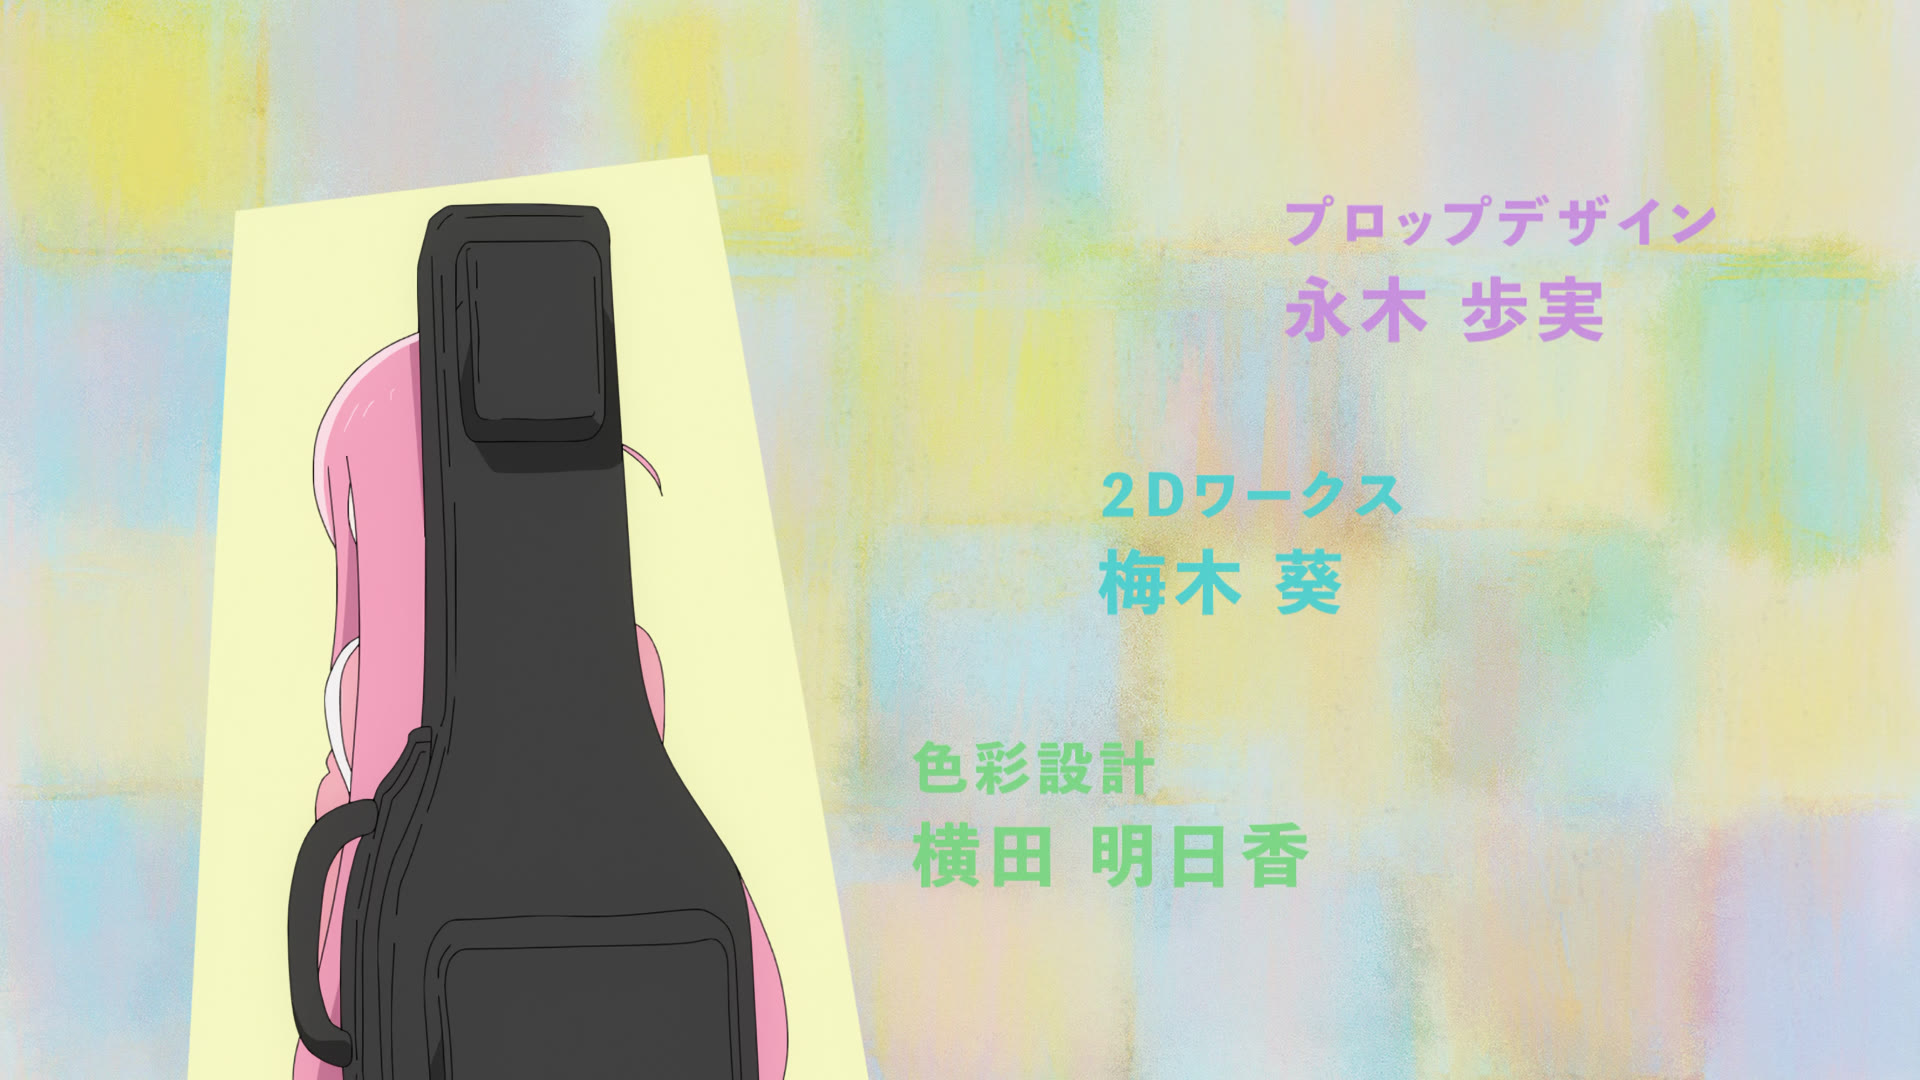 プロップデザイン
永木 歩実
2Dワークス
梅木 葵
色彩設計
横田 明日香